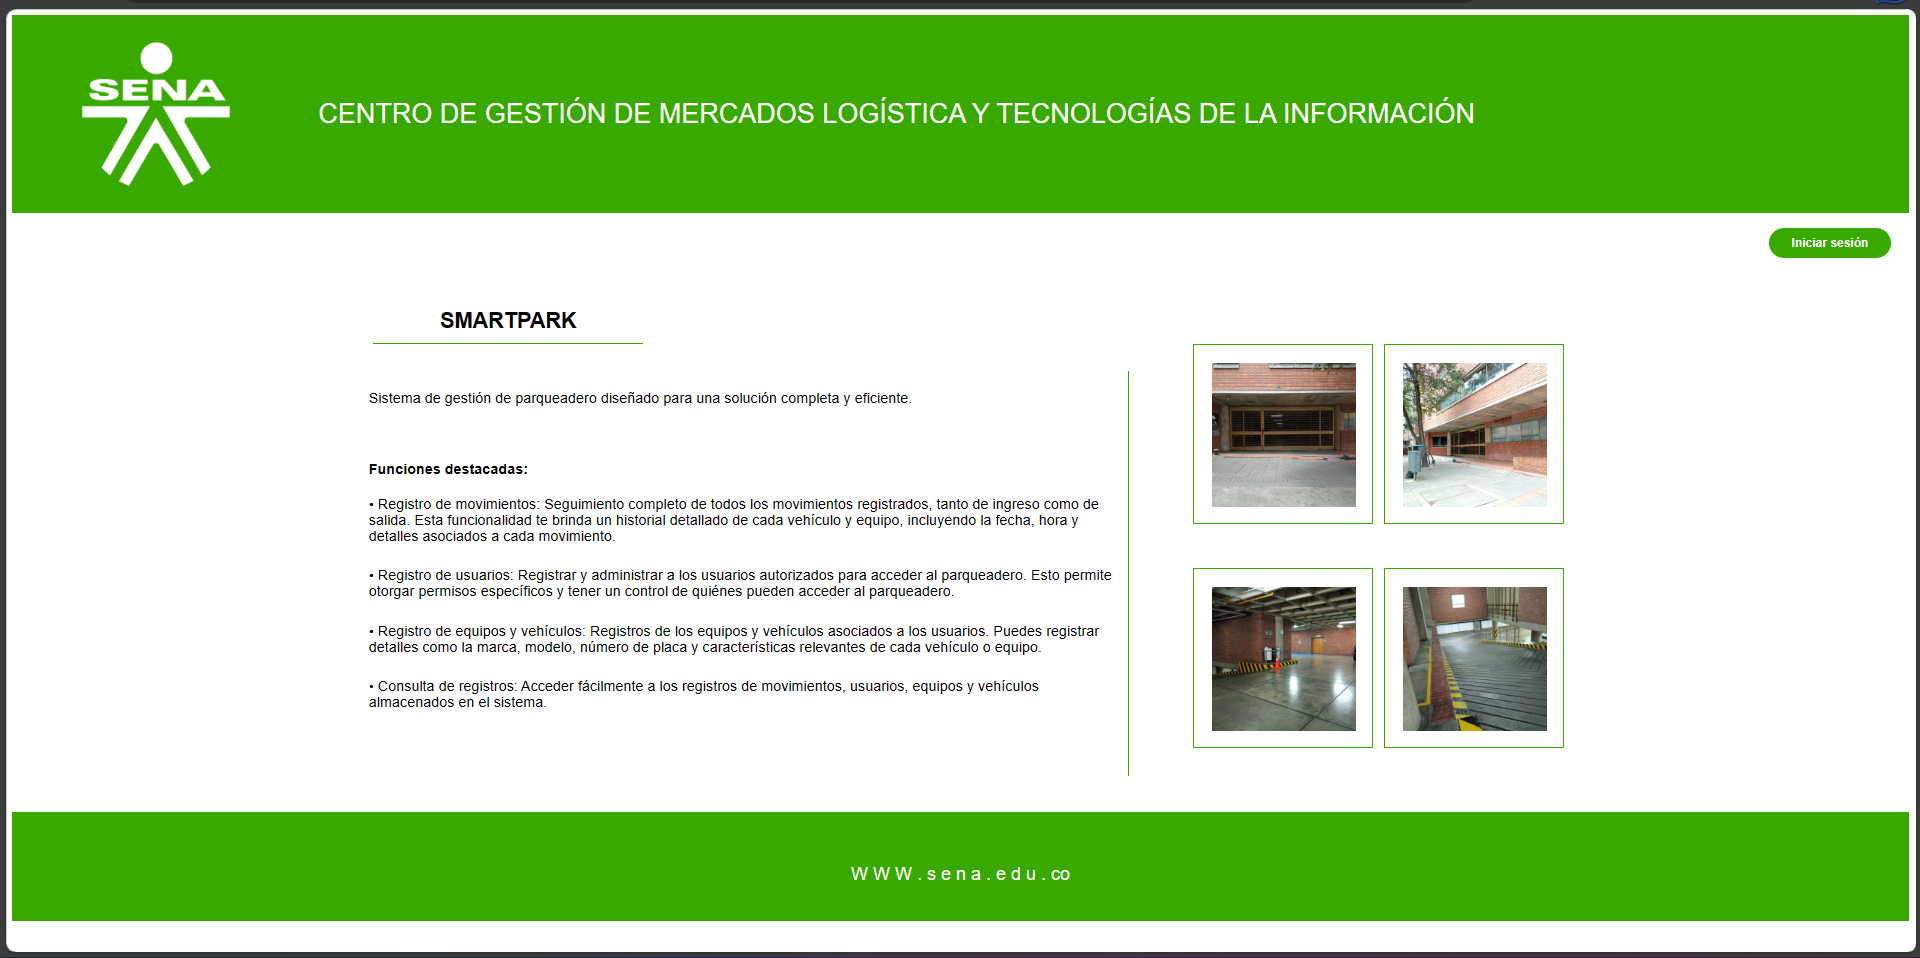 SENA
CENTRO DE GESTIÓN DE MERCADOS LOGÍSTICA Y TECNOLOGÍAS DE LA INFORMACIÓN
Iniciar sesión
SMARTPARK
Sistema de gestión de parqueadero diseñado para una solución completa y eficiente.
Funciones destacadas:
• Registro de movimientos: Seguimiento completo de todos los movimientos registrados, tanto de ingreso como de
salida. Esta funcionalidad te brinda un historial detallado de cada vehículo y equipo, incluyendo la fecha, hora y
detalles asociados a cada movimiento.
• Registro de usuarios: Registrar y administrar a los usuarios autorizados para acceder al parqueadero. Esto permite
otorgar permisos específicos y tener un control de quiénes pueden acceder al parqueadero.
• Registro de equipos y vehículos: Registros de los equipos y vehículos asociados a los usuarios. Puedes registrar
detalles como la marca, modelo, número de placa y características relevantes de cada vehículo o equipo.
• Consulta de registros: Acceder fácilmente a los registros de movimientos, usuarios, equipos y vehículos
almacenados en el sistema.
WWW.sena.edu.co